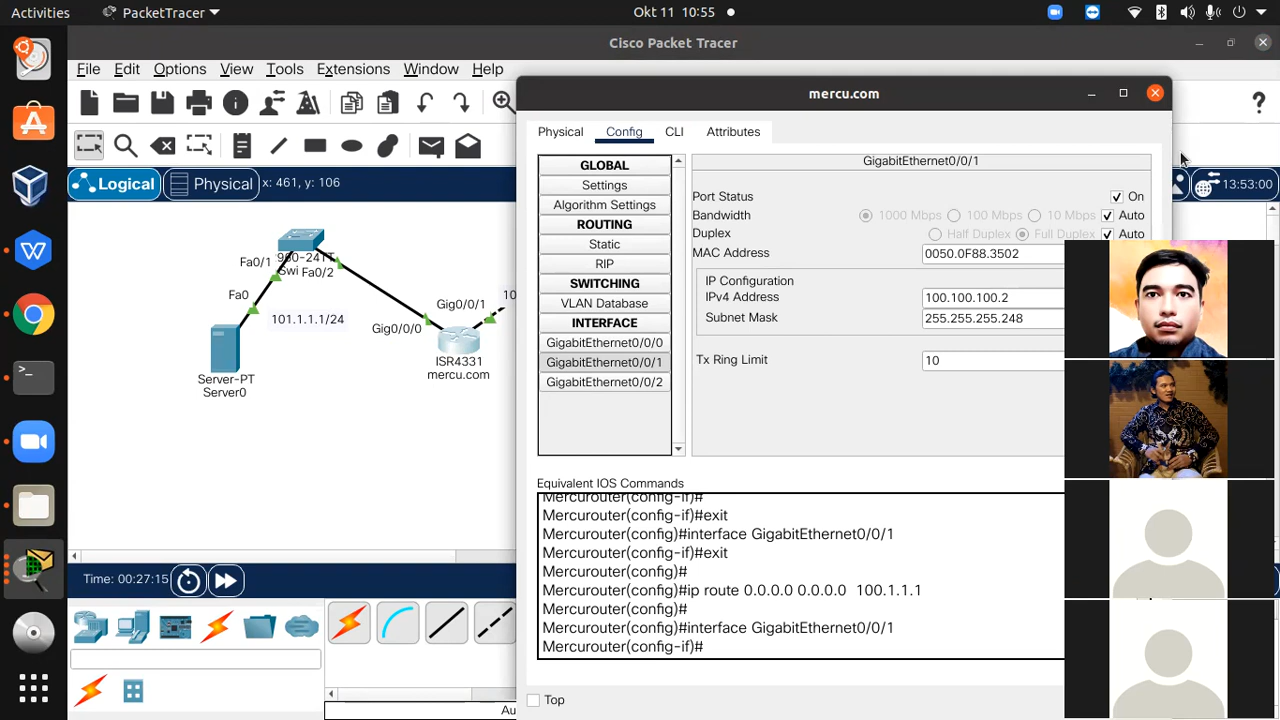 Activities
PacketTracer
Okt 11 10:55
Cisco Packet Tracer
File Edit Options View Tools Extensions Window Help
Logical
Physical
x: 461, y: 106
13:53:00
Fa0/1
Fa0/2
Fa0
101.1.1.1/24
Server-PT
Server0
Gig0/0/0
Gig0/0/1
10
ISR4331
mercu.com
Time: 00:27:15
Au
mercu.com
Physical Config CLI Attributes
GLOBAL
Settings
Algorithm Settings
ROUTING
Static
RIP
SWITCHING
VLAN Database
INTERFACE
GigabitEthernet0/0/0
GigabitEthernet0/0/1
GigabitEthernet0/0/2
GigabitEthernet0/0/1
Port Status On
Bandwidth 1000 Mbps 100 Mbps 10 Mbps Auto
Duplex Half Duplex Full Duplex Auto
MAC Address 0050.0F88.3502
IP Configuration
IPv4 Address 100.100.100.2
Subnet Mask 255.255.255.248
Tx Ring Limit 10
Equivalent IOS Commands
Mercurouter(config-if)#
Mercurouter(config-if)#exit
Mercurouter(config)#interface GigabitEthernet0/0/1
Mercurouter(config-if)#exit
Mercurouter(config)#
Mercurouter(config)#ip route 0.0.0.0 0.0.0.0 100.1.1.1
Mercurouter(config)#
Mercurouter(config)#interface GigabitEthernet0/0/1
Mercurouter(config-if)#
Top